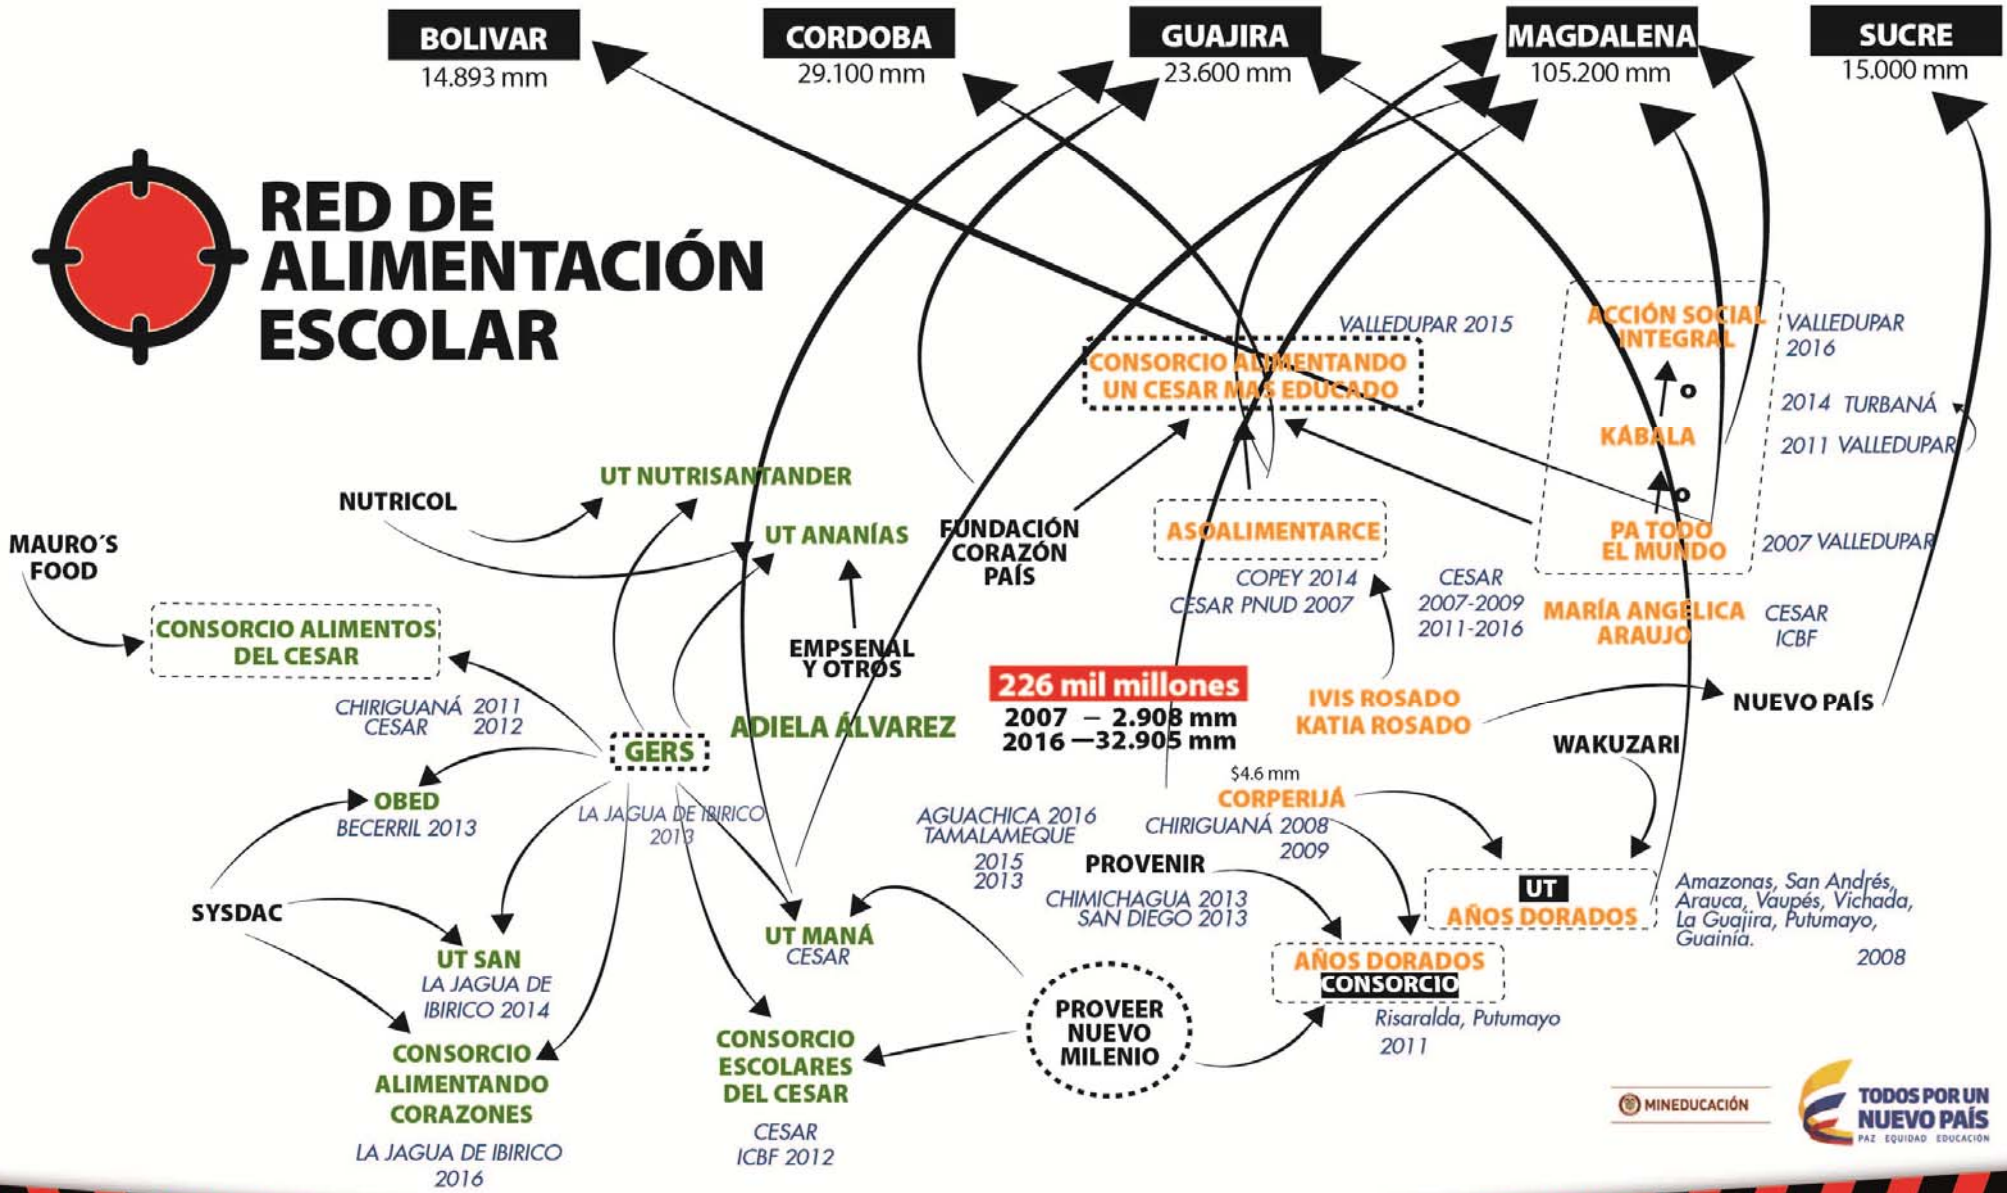 BOLIVAR
14.893 mm
CORDOBA
29.100 mm
GUAJIRA
23.600 mm
MAGDALENA
105.200 mm
SUCRE
15.000 mm
RED DE
ALIMENTACIÓN
ESCOLAR
VALLEDUPAR 2015
CONSORCIO ALIMENTANDO
UN CESAR MAS EDUCADO
ACCIÓN SOCIAL
INTEGRAL
VALLEDUPAR
2016
o
2014 TURBANÁ
KÁBALA
2011 VALLEDUPAR
o
PA TODO
EL MUNDO
2007 VALLEDUPAR
UT NUTRISANTANDER
NUTRICOL
UT ANANÍAS
MAURO´S
FOOD
FUNDACIÓN
CORAZÓN
PAÍS
ASOALIMENTARCE
COPEY 2014
CESAR PNUD 2007
CESAR
2007-2009
2011-2016
MARÍA ANGÉLICA
ARAUJO
CESAR
ICBF
CONSORCIO ALIMENTOS
DEL CESAR
EMPSENAL
Y OTROS
226 mil millones
2007 – 2.908 mm
2016 —32.905 mm
IVIS ROSADO
KATIA ROSADO
NUEVO PAÍS
CHIRIGUANÁ 2011
CESAR 2012
ADIELA ÁLVAREZ
GERS
WAKUZARI
OBED
BECERRIL 2013
LA JAGUA DE IBIRICO
2013
$4.6 mm
CORPERIJÁ
CHIRIGUANÁ 2008
2009
AGUACHICA 2016
TAMALAMEQUE
2015
2013
PROVENIR
CHIMICHAGUA 2013
SAN DIEGO 2013
UT
AÑOS DORADOS
Amazonas, San Andrés,
Arauca, Vaupés, Vichada,
La Guajira, Putumayo,
Guainía.
2008
SYSDAC
UT SAN
LA JAGUA DE
IBIRICO 2014
UT MANÁ
CESAR
AÑOS DORADOS
CONSORCIO
Risaralda, Putumayo
2011
PROVEER
NUEVO
MILENIO
CONSORCIO
ALIMENTANDO
CORAZONES
LA JAGUA DE IBIRICO
2016
CONSORCIO
ESCOLARES
DEL CESAR
CESAR
ICBF 2012
MINEDUCACIÓN
TODOS POR UN
NUEVO PAÍS
PAZ EQUIDAD EDUCACIÓN